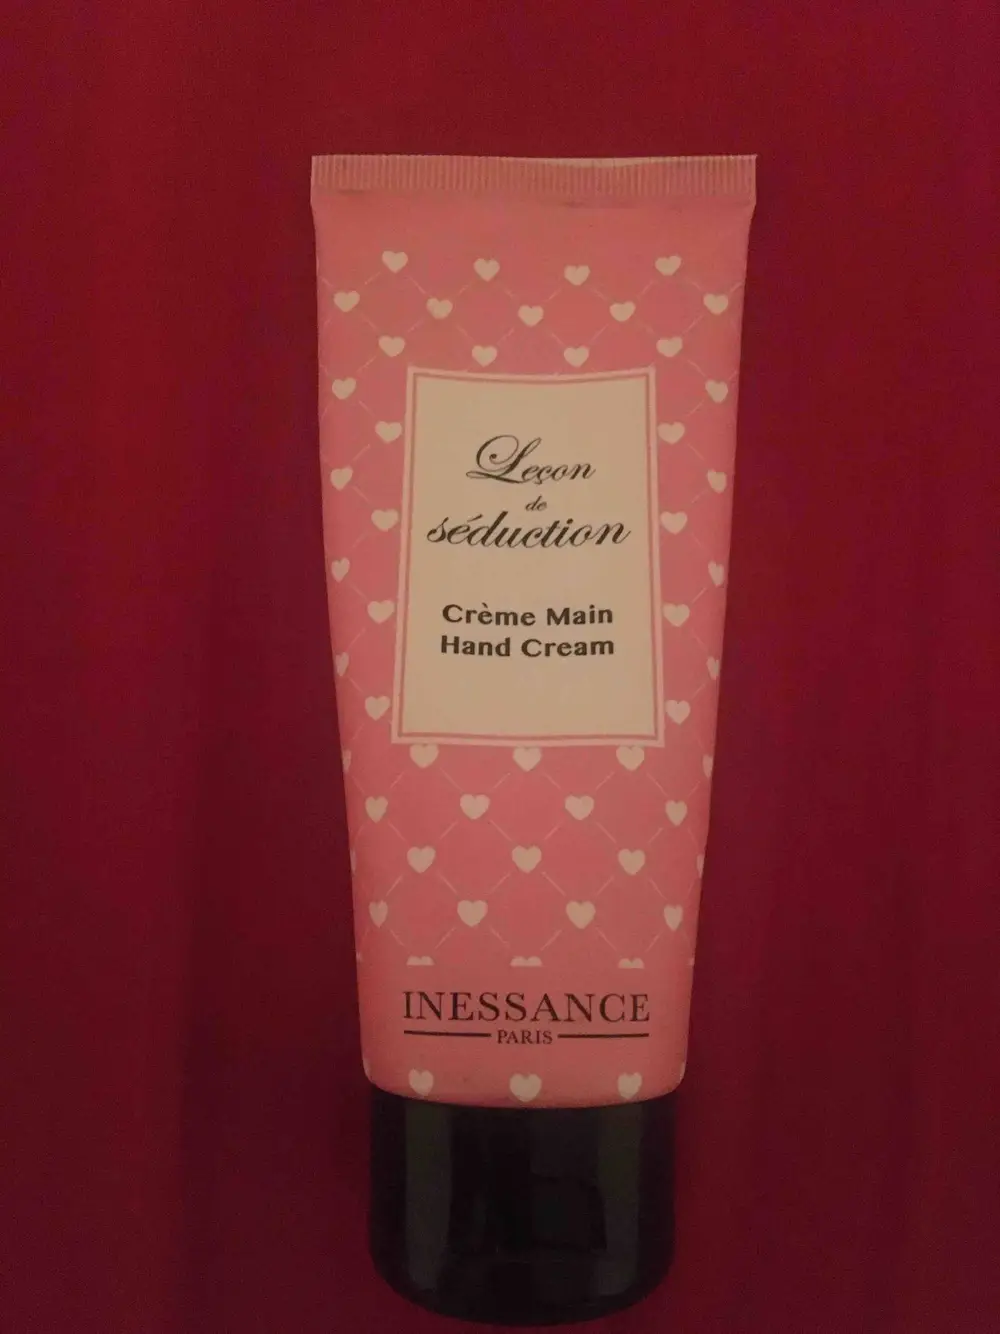 Leçon
de
séduction
Crème Main
Hand Cream
INESSANCE
PARIS